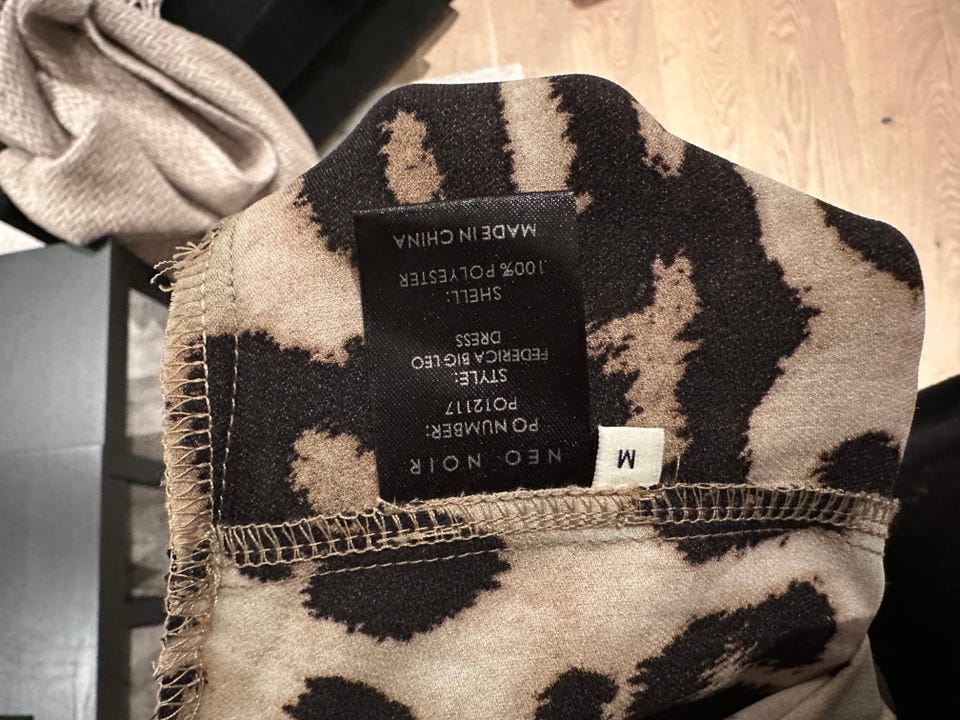 NEO NOIR
PO NUMBER:
PO12117
STYLE:
FEDERICA BIG LEO
DRESS
SHELL:
100% POLYESTER
MADE IN CHINA
M